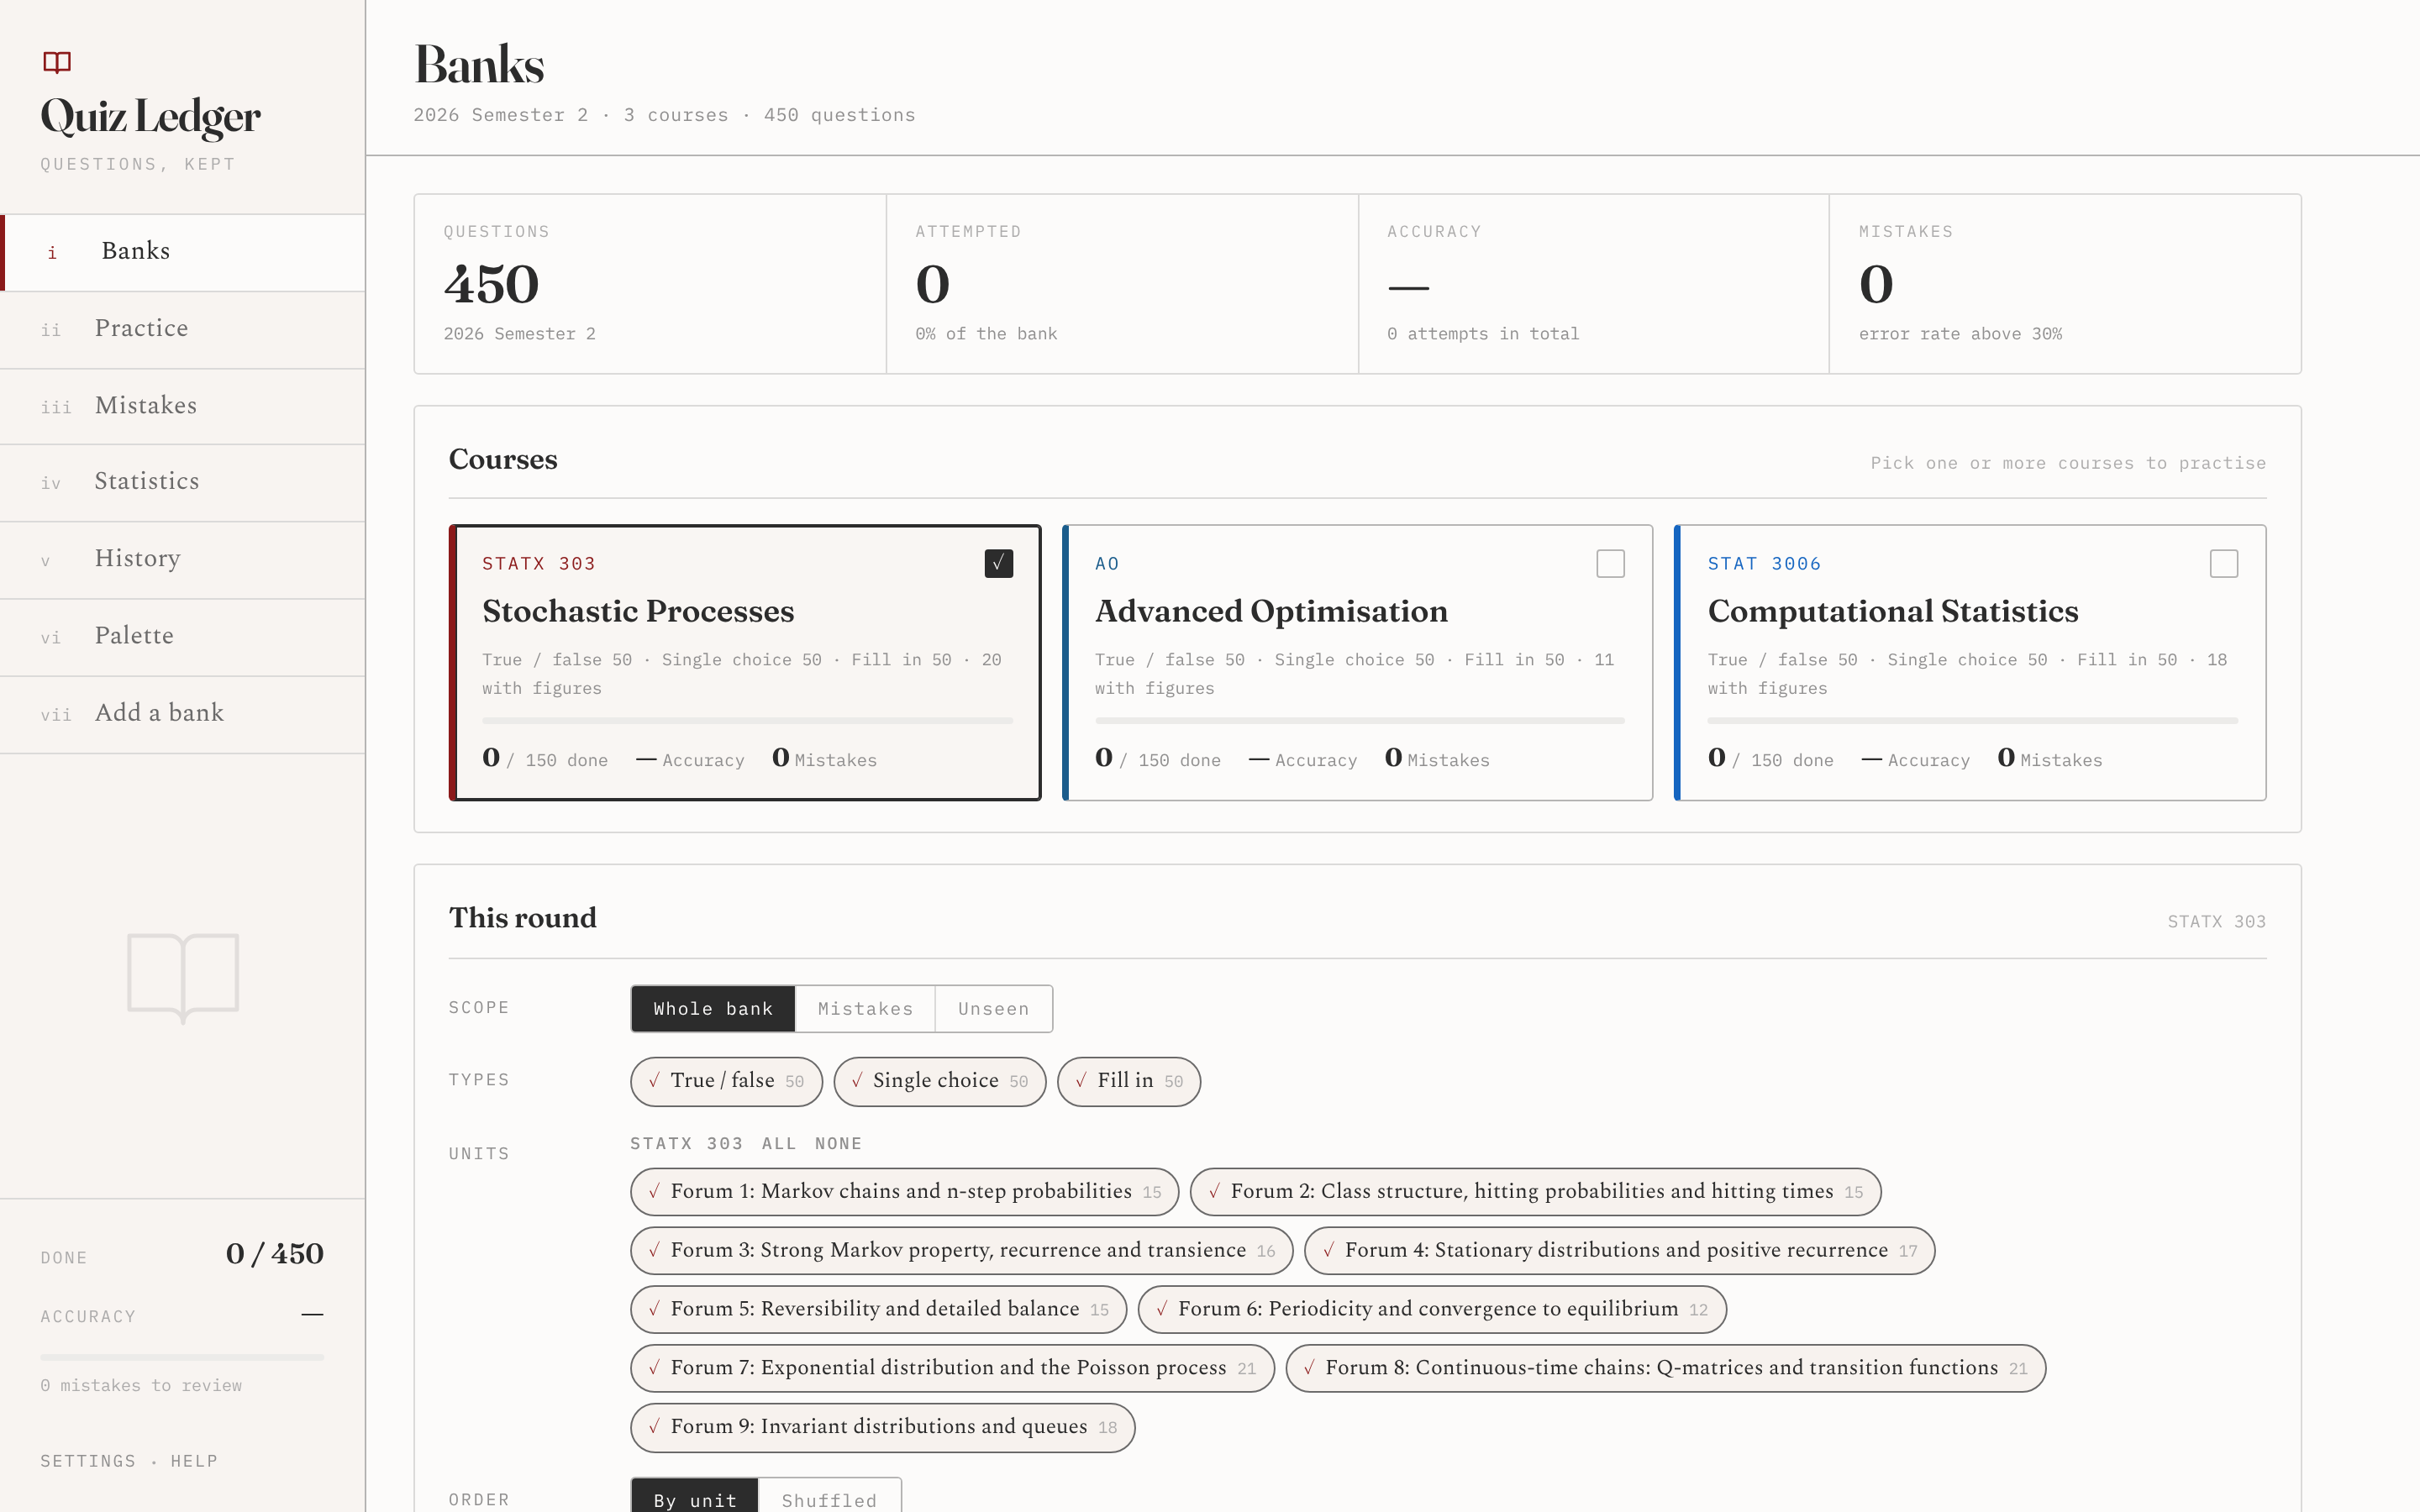 Quiz Ledger
QUESTIONS, KEPT
i Banks
ii Practice
iii Mistakes
iv Statistics
v History
vi Palette
vii Add a bank
DONE 0 / 450
ACCURACY —
0 mistakes to review
SETTINGS · HELP
Banks
2026 Semester 2 · 3 courses · 450 questions
QUESTIONS
450
2026 Semester 2
ATTEMPTED
0
0% of the bank
ACCURACY
—
0 attempts in total
MISTAKES
0
error rate above 30%
Courses
Pick one or more courses to practise
STATX 303 √
Stochastic Processes
True / false 50 · Single choice 50 · Fill in 50 · 20
with figures
0 / 150 done — Accuracy 0 Mistakes
AO
Advanced Optimisation
True / false 50 · Single choice 50 · Fill in 50 · 11
with figures
0 / 150 done — Accuracy 0 Mistakes
STAT 3006
Computational Statistics
True / false 50 · Single choice 50 · Fill in 50 · 18
with figures
0 / 150 done — Accuracy 0 Mistakes
This round
STATX 303
SCOPE
Whole bank Mistakes Unseen
TYPES
√ True / false 50 √ Single choice 50 √ Fill in 50
UNITS
STATX 303 ALL NONE
√ Forum 1: Markov chains and n-step probabilities 15 √ Forum 2: Class structure, hitting probabilities and hitting times 15
√ Forum 3: Strong Markov property, recurrence and transience 16 √ Forum 4: Stationary distributions and positive recurrence 17
√ Forum 5: Reversibility and detailed balance 15 √ Forum 6: Periodicity and convergence to equilibrium 12
√ Forum 7: Exponential distribution and the Poisson process 21 √ Forum 8: Continuous-time chains: Q-matrices and transition functions 21
√ Forum 9: Invariant distributions and queues 18
ORDER
By unit Shuffled